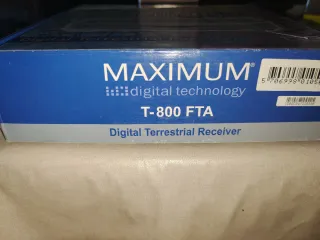 MAXIMUM®
digital technology
T-800 FTA
Digital Terrestrial Receiver